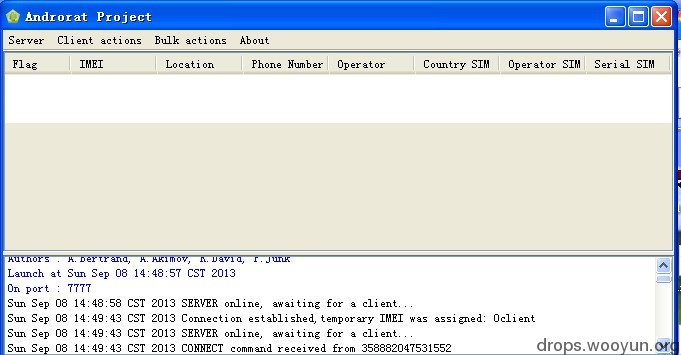 Androrat Project
Server Client actions Bulk actions About
Flag IMEI Location Phone Number Operator Country SIM Operator SIM Serial SIM
Authors : A.Bertrand, A.Akimov, R.David, P.Junk
Launch at Sun Sep 08 14:48:57 CST 2013
On port : 7777
Sun Sep 08 14:48:58 CST 2013 SERVER online, awaiting for a client...
Sun Sep 08 14:49:43 CST 2013 Connection established,temporary IMEI was assigned: 0client
Sun Sep 08 14:49:43 CST 2013 SERVER online, awaiting for a client...
Sun Sep 08 14:49:43 CST 2013 CONNECT command received from 358882047531552
drops.wooyun.org